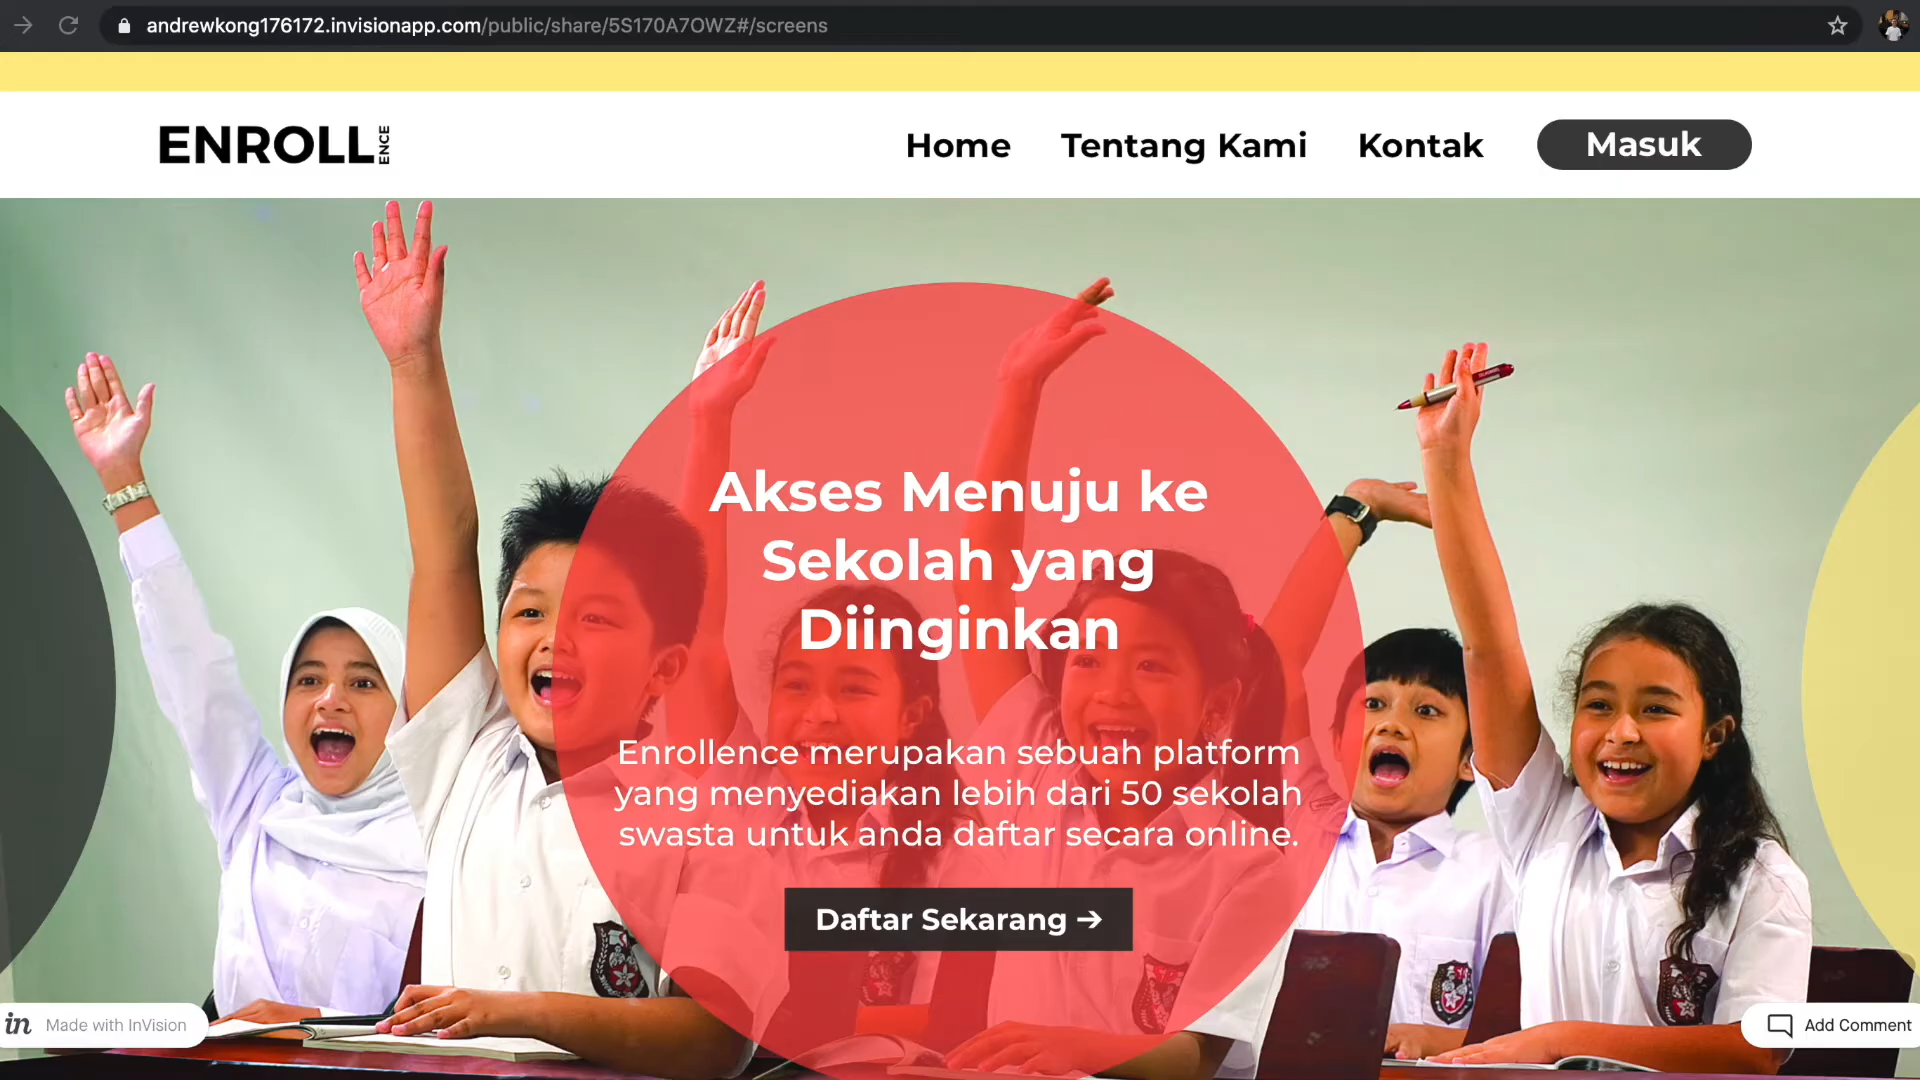 andrewkong176172.invisionapp.com/public/share/5S170A7OWZ#/screens
ENROLLENCE
Home
Tentang Kami
Kontak
Masuk
Akses Menuju ke
Sekolah yang
Diinginkan
Enrollence merupakan sebuah platform
yang menyediakan lebih dari 50 sekolah
swasta untuk anda daftar secara online.
Daftar Sekarang →
in Made with InVision
Add Comment